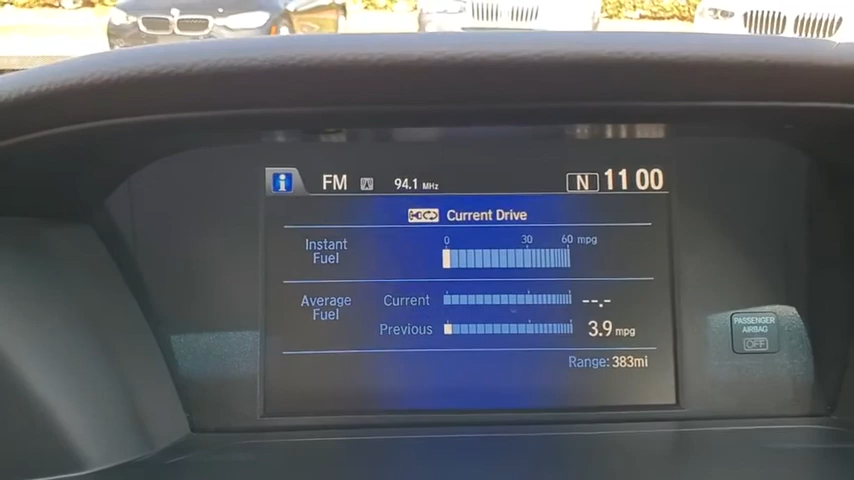 i FM 94.1 MHz N 11 00
Current Drive
0 30 60 mpg
Instant
Fuel
Average
Fuel
Current --.-
Previous 3.9 mpg
Range: 383mi
PASSENGER
AIRBAG
OFF